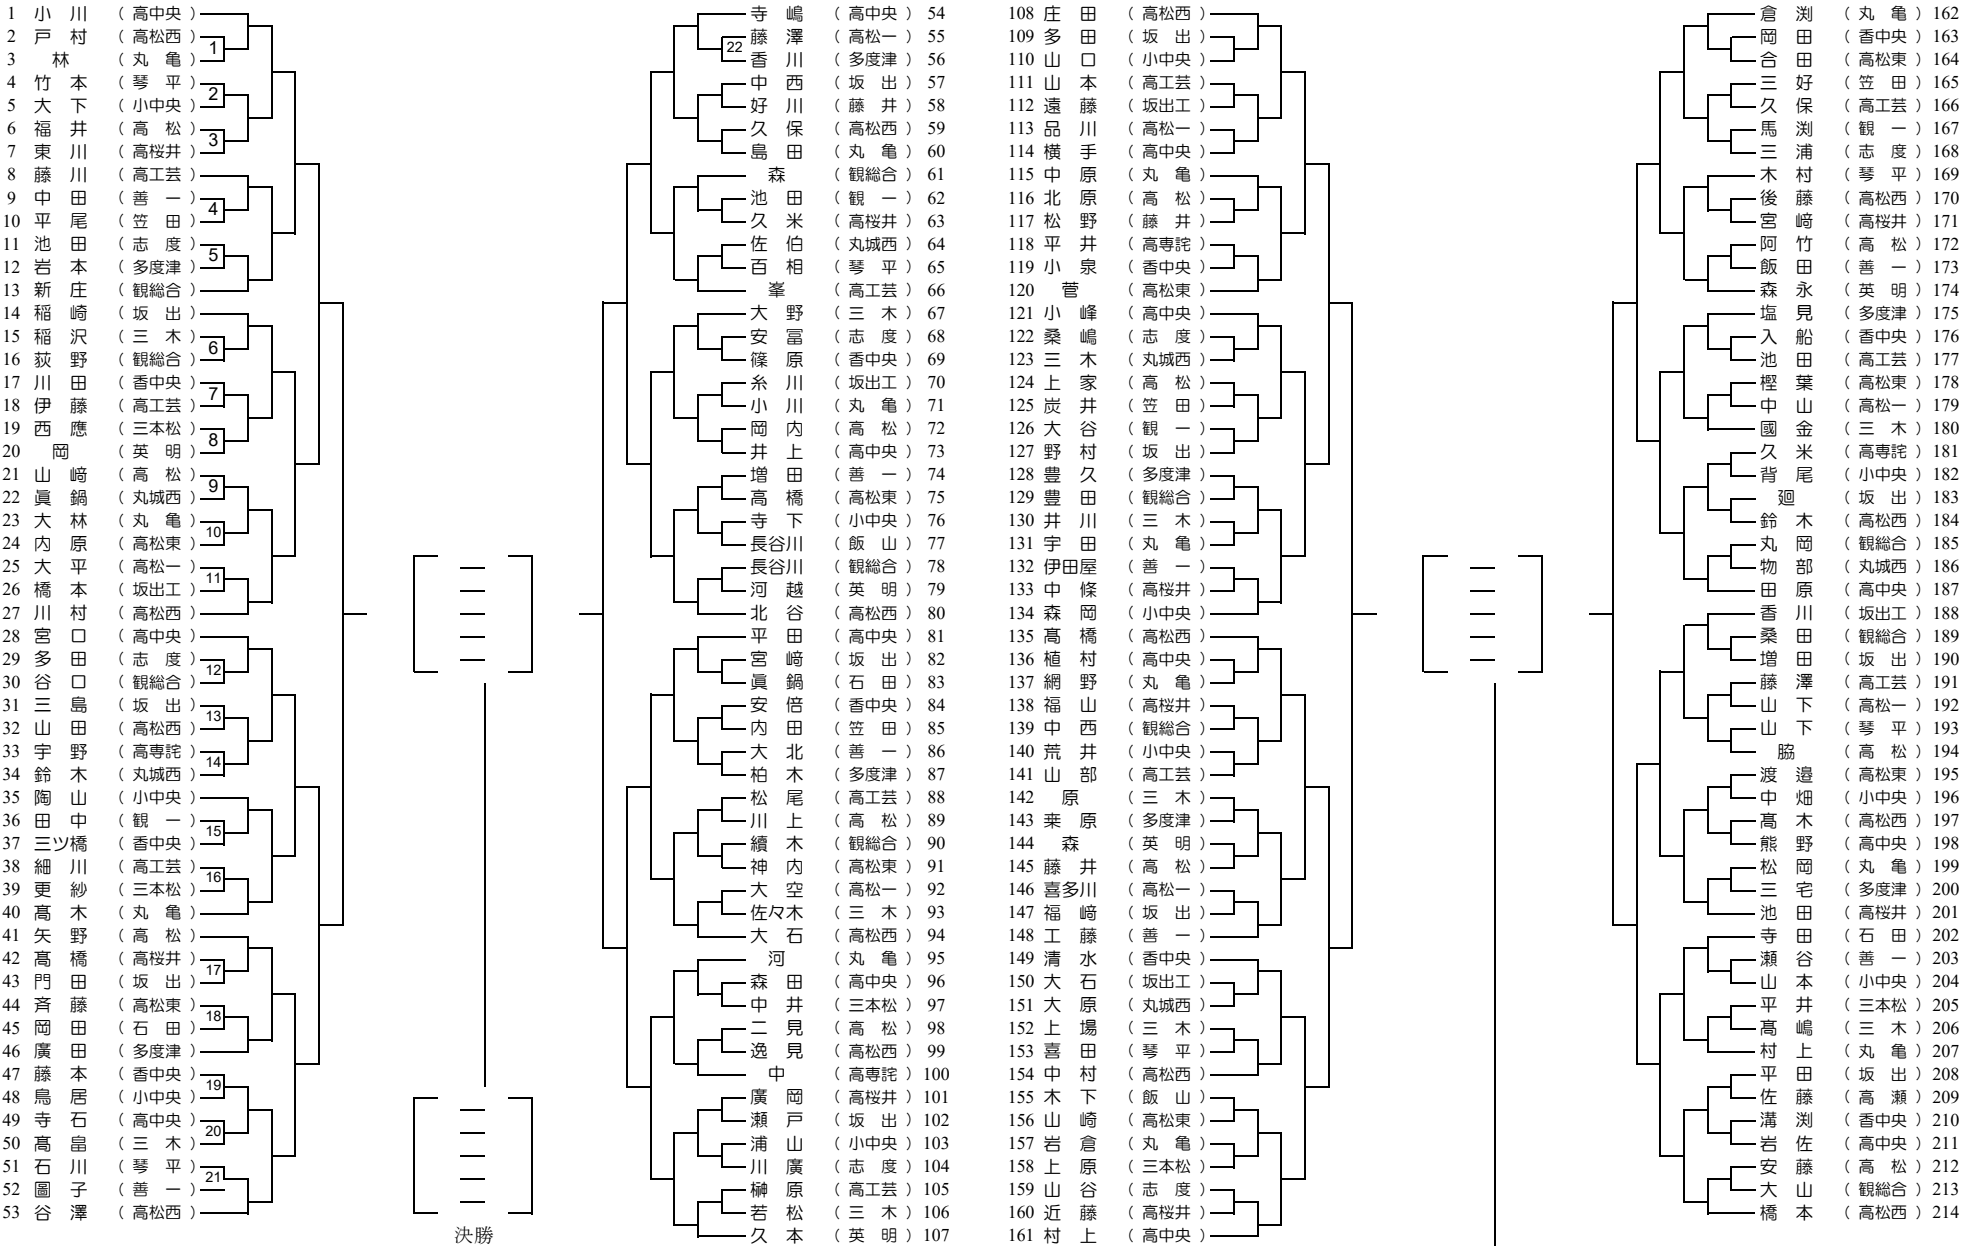 1 小川 (高中央)
2 戸村 (高松西)
3 林 (丸亀)
4 竹本 (琴平)
5 大下 (小中央)
6 福井 (高松)
7 東川 (高桜井)
8 藤川 (高工芸)
9 中田 (善一)
10 平尾 (笠田)
11 池田 (志度)
12 岩本 (多度津)
13 新庄 (観総合)
14 稲崎 (坂出)
15 稲沢 (三木)
16 荻野 (観総合)
17 川田 (香中央)
18 伊藤 (高工芸)
19 西應 (三本松)
20 岡 (英明)
21 山﨑 (高松)
22 眞鍋 (丸城西)
23 大林 (丸亀)
24 内原 (高松東)
25 大平 (高松一)
26 橋本 (坂出工)
27 川村 (高松西)
28 宮口 (高中央)
29 多田 (志度)
30 谷口 (観総合)
31 三島 (坂出)
32 山田 (高松西)
33 宇野 (高専詫)
34 鈴木 (丸城西)
35 陶山 (小中央)
36 田中 (観一)
37 三ツ橋 (香中央)
38 細川 (高工芸)
39 更紗 (三本松)
40 髙木 (丸亀)
41 矢野 (高松)
42 髙橋 (高桜井)
43 門田 (坂出)
44 斉藤 (高松東)
45 岡田 (石田)
46 廣田 (多度津)
47 藤本 (香中央)
48 鳥居 (小中央)
49 寺石 (高中央)
50 髙畠 (三木)
51 石川 (琴平)
52 圖子 (善一)
53 谷澤 (高松西)
1
2
3
4
5
6
7
8
9
10
11
12
13
14
15
16
17
18
19
20
21
決勝
寺嶋 (高中央) 54
藤澤 (高松一) 55
香川 (多度津) 56
中西 (坂出) 57
好川 (藤井) 58
久保 (高松西) 59
島田 (丸亀) 60
森 (観総合) 61
池田 (観一) 62
久米 (高桜井) 63
佐伯 (丸城西) 64
百相 (琴平) 65
峯 (高工芸) 66
大野 (三木) 67
安冨 (志度) 68
篠原 (香中央) 69
糸川 (坂出工) 70
小川 (丸亀) 71
岡内 (高松) 72
井上 (高中央) 73
増田 (善一) 74
高橋 (高松東) 75
寺下 (小中央) 76
長谷川 (飯山) 77
長谷川 (観総合) 78
河越 (英明) 79
北谷 (高松西) 80
平田 (高中央) 81
宮﨑 (坂出) 82
眞鍋 (石田) 83
安倍 (香中央) 84
内田 (笠田) 85
大北 (善一) 86
柏木 (多度津) 87
松尾 (高工芸) 88
川上 (高松) 89
續木 (観総合) 90
神内 (高松東) 91
大空 (高松一) 92
佐々木 (三木) 93
大石 (高松西) 94
河 (丸亀) 95
森田 (高中央) 96
中井 (三本松) 97
二見 (高松) 98
逸見 (高松西) 99
中 (高専詫) 100
廣岡 (高桜井) 101
瀬戸 (坂出) 102
浦山 (小中央) 103
川廣 (志度) 104
榊原 (高工芸) 105
若松 (三木) 106
久本 (英明) 107
22
108 庄田 (高松西)
109 多田 (坂出)
110 山口 (小中央)
111 山本 (高工芸)
112 遠藤 (坂出工)
113 品川 (高松一)
114 横手 (高中央)
115 中原 (丸亀)
116 北原 (高松)
117 松野 (藤井)
118 平井 (高専詫)
119 小泉 (香中央)
120 菅 (高松東)
121 小峰 (高中央)
122 桑嶋 (志度)
123 三木 (丸城西)
124 上家 (高松)
125 炭井 (笠田)
126 大谷 (観一)
127 野村 (坂出)
128 豊久 (多度津)
129 豊田 (観総合)
130 井川 (三木)
131 宇田 (丸亀)
132 伊田屋 (善一)
133 中條 (高桜井)
134 森岡 (小中央)
135 髙橋 (高松西)
136 植村 (高中央)
137 網野 (丸亀)
138 福山 (高桜井)
139 中西 (観総合)
140 荒井 (小中央)
141 山部 (高工芸)
142 原 (三木)
143 来原 (多度津)
144 森 (英明)
145 藤井 (高松)
146 喜多川 (高松一)
147 福﨑 (坂出)
148 工藤 (善一)
149 清水 (香中央)
150 大石 (坂出工)
151 大原 (丸城西)
152 上場 (三木)
153 喜田 (琴平)
154 中村 (高松西)
155 木下 (飯山)
156 山崎 (高松東)
157 岩倉 (丸亀)
158 上原 (三本松)
159 山谷 (志度)
160 近藤 (高桜井)
161 村上 (高中央)
倉渕 (丸亀) 162
岡田 (香中央) 163
合田 (高松東) 164
三好 (笠田) 165
久保 (高工芸) 166
馬渕 (観一) 167
三浦 (志度) 168
木村 (琴平) 169
後藤 (高松西) 170
宮﨑 (高桜井) 171
阿竹 (高松) 172
飯田 (善一) 173
森永 (英明) 174
塩見 (多度津) 175
入船 (香中央) 176
池田 (高工芸) 177
樫葉 (高松東) 178
中山 (高松一) 179
國金 (三木) 180
久米 (高専詫) 181
背尾 (小中央) 182
廻 (坂出) 183
鈴木 (高松西) 184
丸岡 (観総合) 185
物部 (丸城西) 186
田原 (高中央) 187
香川 (坂出工) 188
桑田 (観総合) 189
増田 (坂出) 190
藤澤 (高工芸) 191
山下 (高松一) 192
山下 (琴平) 193
脇 (高松) 194
渡邉 (高松東) 195
中畑 (小中央) 196
髙木 (高松西) 197
熊野 (高中央) 198
松岡 (丸亀) 199
三宅 (多度津) 200
池田 (高桜井) 201
寺田 (石田) 202
瀬谷 (善一) 203
山本 (小中央) 204
平井 (三本松) 205
髙嶋 (三木) 206
村上 (丸亀) 207
平田 (坂出) 208
佐藤 (高瀬) 209
溝渕 (香中央) 210
岩佐 (高中央) 211
安藤 (高松) 212
大山 (観総合) 213
橋本 (高松西) 214